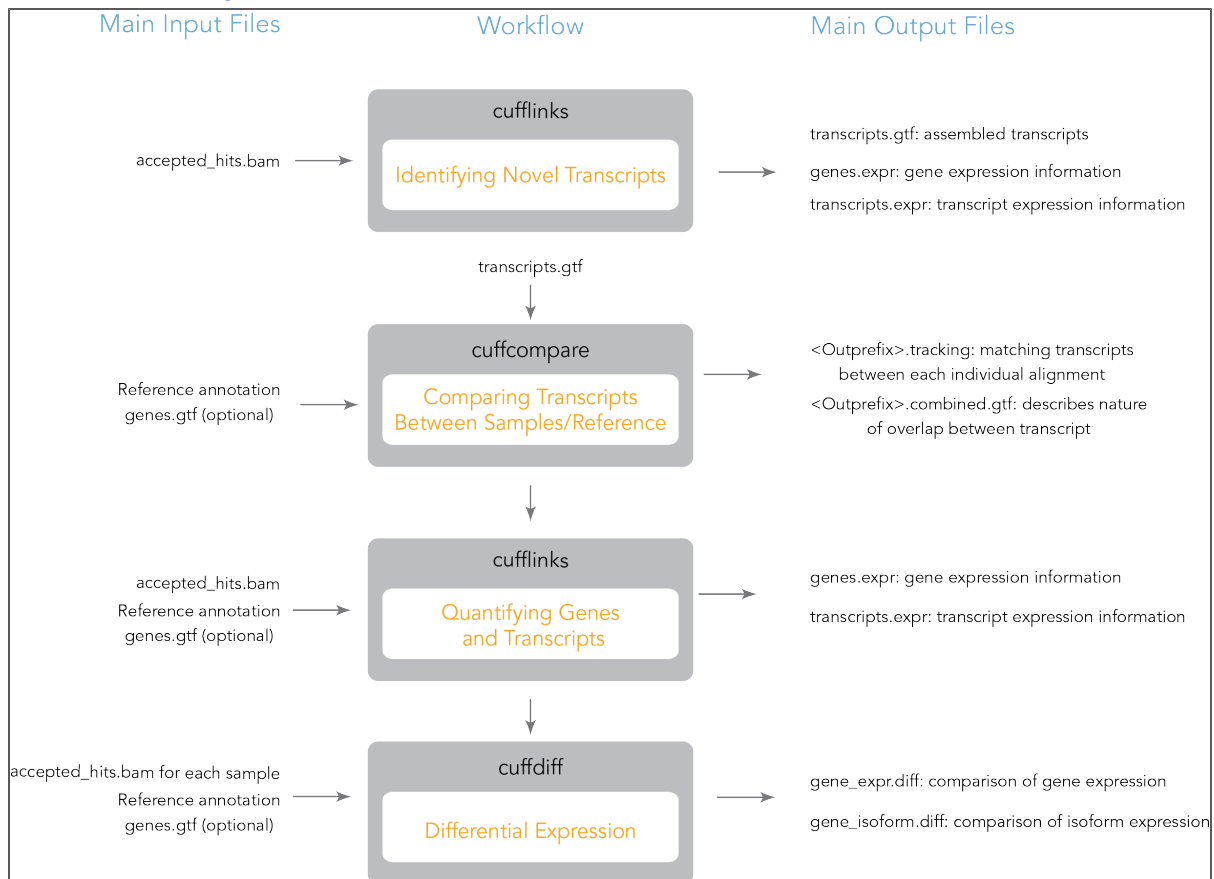 Main Input Files
Workflow
Main Output Files
cufflinks
Identifying Novel Transcripts
accepted_hits.bam
transcripts.gtf: assembled transcripts
genes.expr: gene expression information
transcripts.expr: transcript expression information
transcripts.gtf
cuffcompare
Comparing Transcripts
Between Samples/Reference
Reference annotation
genes.gtf (optional)
<Outprefix>.tracking: matching transcripts
between each individual alignment
<Outprefix>.combined.gtf: describes nature
of overlap between transcript
cufflinks
Quantifying Genes
and Transcripts
accepted_hits.bam
Reference annotation
genes.gtf (optional)
genes.expr: gene expression information
transcripts.expr: transcript expression information
cuffdiff
Differential Expression
accepted_hits.bam for each sample
Reference annotation
genes.gtf (optional)
gene_expr.diff: comparison of gene expression
gene_isoform.diff: comparison of isoform expression